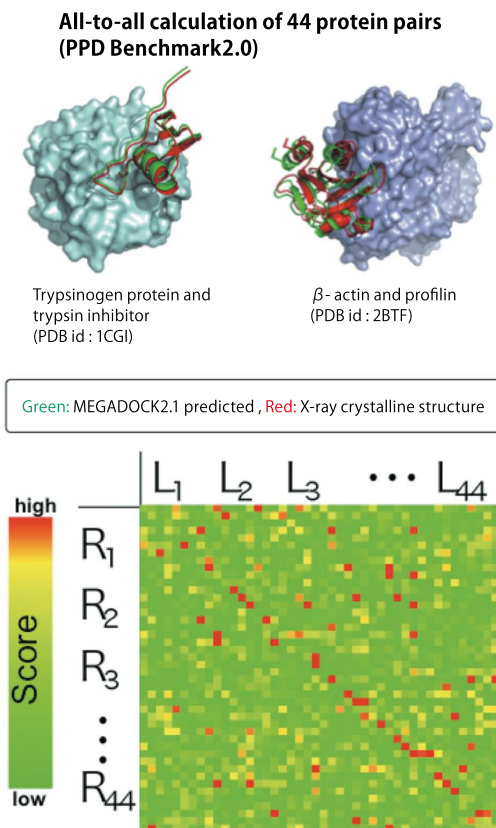 All-to-all calculation of 44 protein pairs
(PPD Benchmark2.0)
Trypsinogen protein and
trypsin inhibitor
(PDB id : 1CGI)
β- actin and profilin
(PDB id : 2BTF)
Green: MEGADOCK2.1 predicted , Red: X-ray crystalline structure
L1 L2 L3 ••• L44
high
Score
low
R1
R2
R3
•
•
•
R44